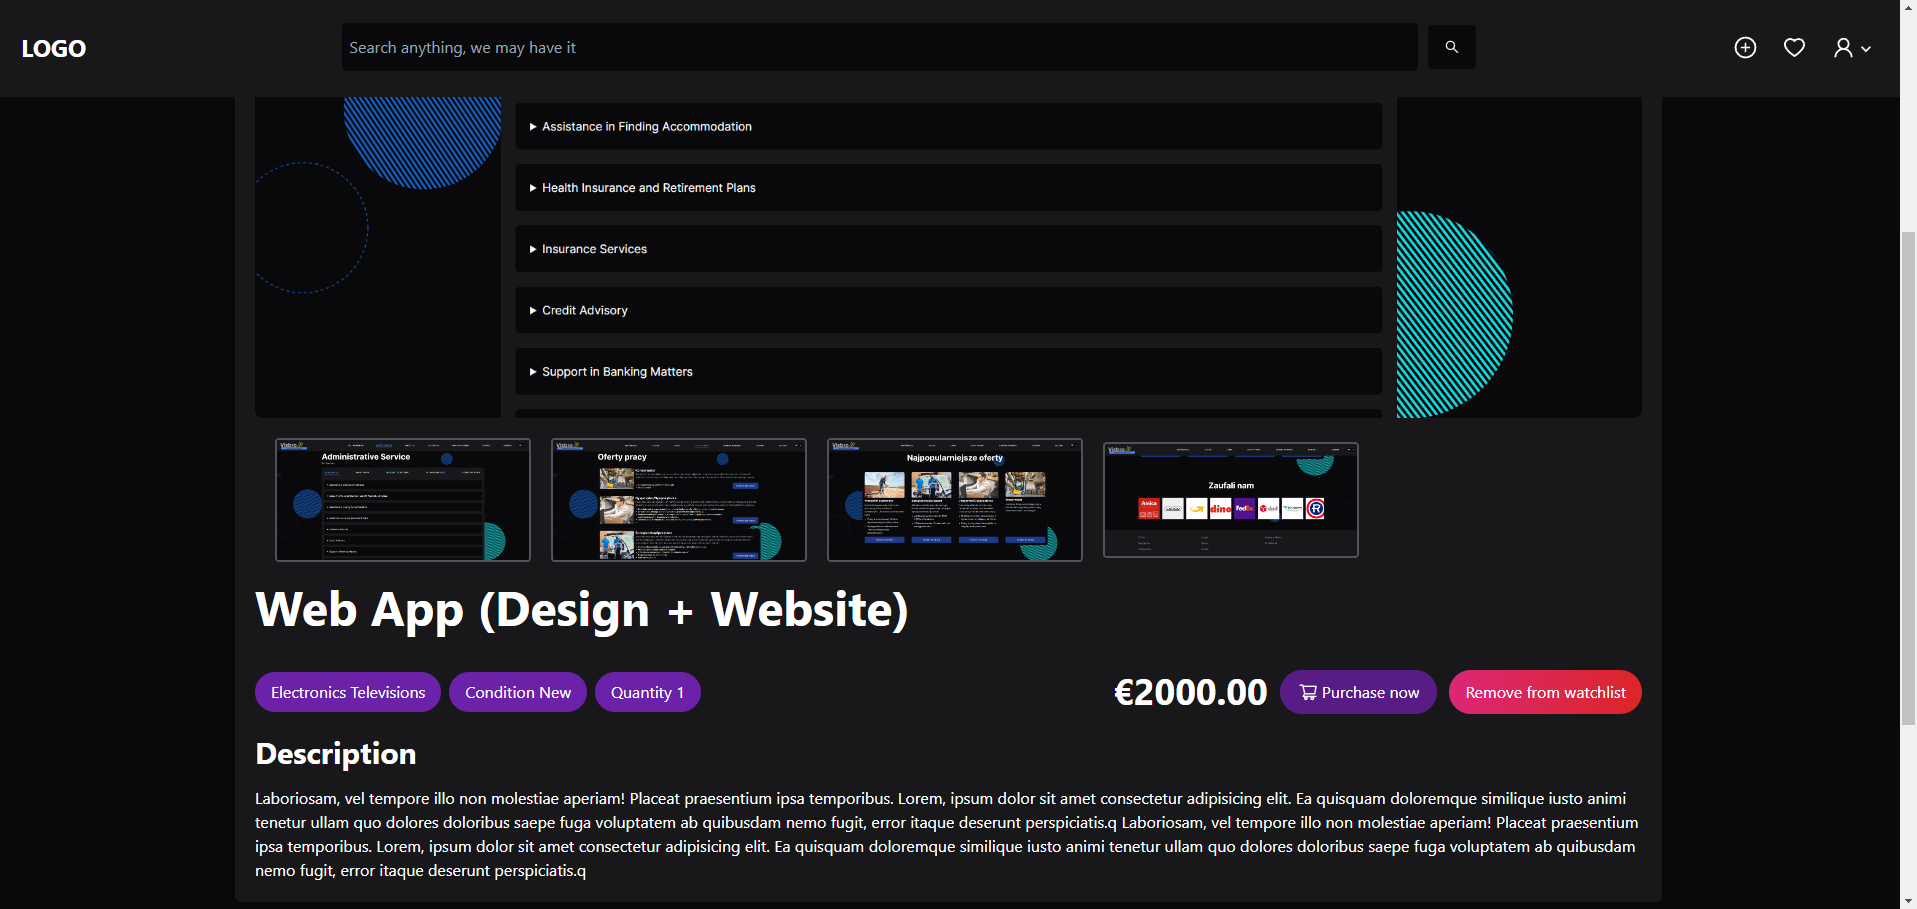 LOGO
Search anything, we may have it
Assistance in Finding Accommodation
Health Insurance and Retirement Plans
Insurance Services
Credit Advisory
Support in Banking Matters
Administrative Service
Oferty pracy
Najpopularniejsze oferty
Zaufali nam
Amica
dino
FedEx
Web App (Design + Website)
Electronics Televisions
Condition New
Quantity 1
€2000.00
Purchase now
Remove from watchlist
Description
Laboriosam, vel tempore illo non molestiae aperiam! Placeat praesentium ipsa temporibus. Lorem, ipsum dolor sit amet consectetur adipisicing elit. Ea quisquam doloremque similique iusto animi
tenetur ullam quo dolores doloribus saepe fuga voluptatem ab quibusdam nemo fugit, error itaque deserunt perspiciatis.q Laboriosam, vel tempore illo non molestiae aperiam! Placeat praesentium
ipsa temporibus. Lorem, ipsum dolor sit amet consectetur adipisicing elit. Ea quisquam doloremque similique iusto animi tenetur ullam quo dolores doloribus saepe fuga voluptatem ab quibusdam
nemo fugit, error itaque deserunt perspiciatis.q